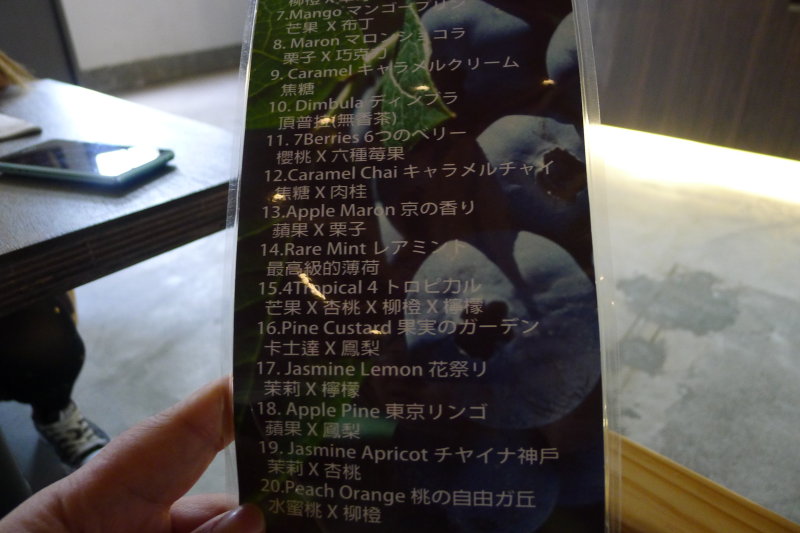 柳橙 X
7.Mango マンゴープリン
芒果 X 布丁
8. Maron マロンショコラ
栗子 X 巧克力
9. Caramel キャラメルクリーム
焦糖
10. Dimbula ディンブラ
頂普拉(無香茶)
11. 7Berries 6つのベリー
櫻桃 X 六種莓果
12.Caramel Chai キャラメルチャイ
焦糖 X 肉桂
13.Apple Maron 京の香り
蘋果 X 栗子
14.Rare Mint レアミント
最高級的薄荷
15.4Tropical 4 トロピカル
芒果 X 杏桃 X 柳橙 X 檸檬
16.Pine Custard 果実のガーデン
卡士達 X 鳳梨
17. Jasmine Lemon 花祭リ
茉莉 X 檸檬
18. Apple Pine 東京リンゴ
蘋果 X 鳳梨
19. Jasmine Apricot チヤイナ神戶
茉莉 X 杏桃
20.Peach Orange 桃の自由ガ丘
水蜜桃 X 柳橙